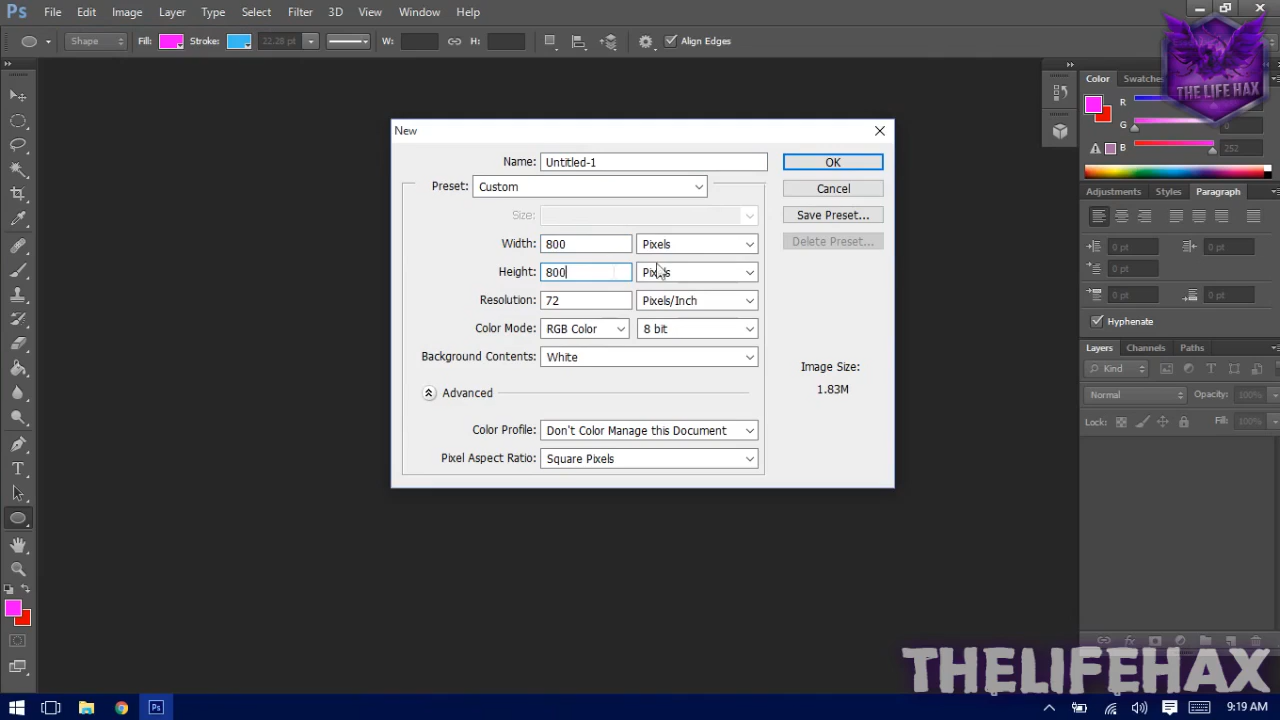 Ps File Edit Image Layer Type Select Filter 3D View Window Help
Shape Fill: Stroke: 22.28 pt W: H: Align Edges
THE LIFE HAX
Color Swatches
R
G 0
B 252
Adjustments Styles Paragraph
0 pt 0 pt
0 pt
0 pt 0 pt
Hyphenate
Layers Channels Paths
Kind
Normal Opacity: 100%
Lock: Fill: 100%
New
Name: Untitled-1 OK
Preset: Custom Cancel
Size: Save Preset...
Width: 800 Pixels Delete Preset...
Height: 800 Pixels
Resolution: 72 Pixels/Inch
Color Mode: RGB Color 8 bit
Background Contents: White
Image Size:
1.83M
Advanced
Color Profile: Don't Color Manage this Document
Pixel Aspect Ratio: Square Pixels
THELIFEHAX
Ps 9:19 AM